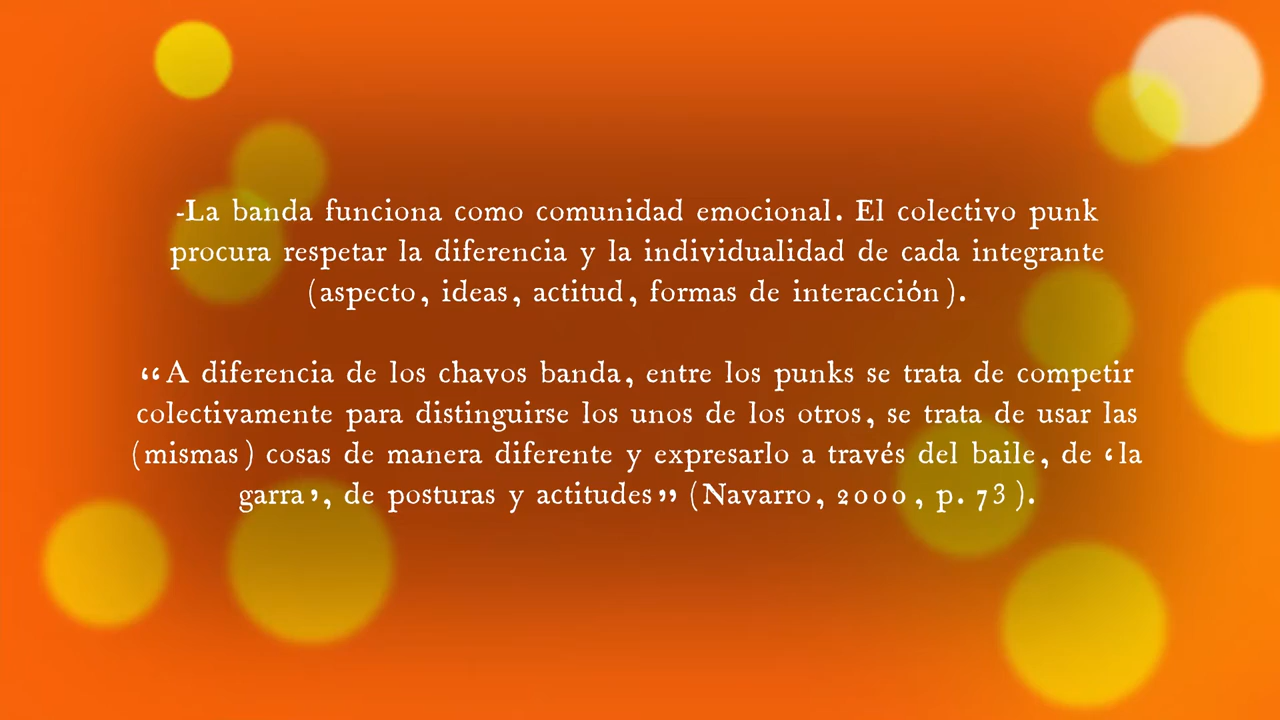 -La banda funciona como comunidad emocional. El colectivo punk
procura respetar la diferencia y la individualidad de cada integrante
(aspecto, ideas, actitud, formas de interacción).
“A diferencia de los chavos banda, entre los punks se trata de competir
colectivamente para distinguirse los unos de los otros, se trata de usar las
(mismas) cosas de manera diferente y expresarlo a través del baile, de ‘la
garra’, de posturas y actitudes” (Navarro, 2000, p. 73).